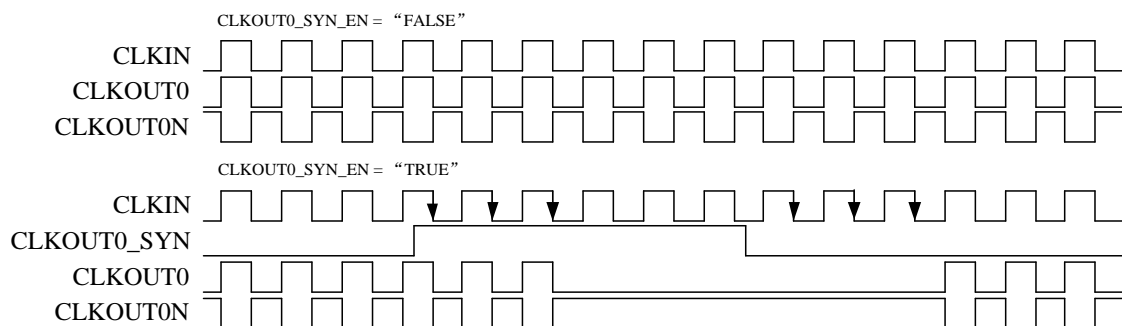 CLKOUT0_SYN_EN = “FALSE”
CLKIN
CLKOUT0
CLKOUT0N
CLKOUT0_SYN_EN = “TRUE”
CLKIN
CLKOUT0_SYN
CLKOUT0
CLKOUT0N